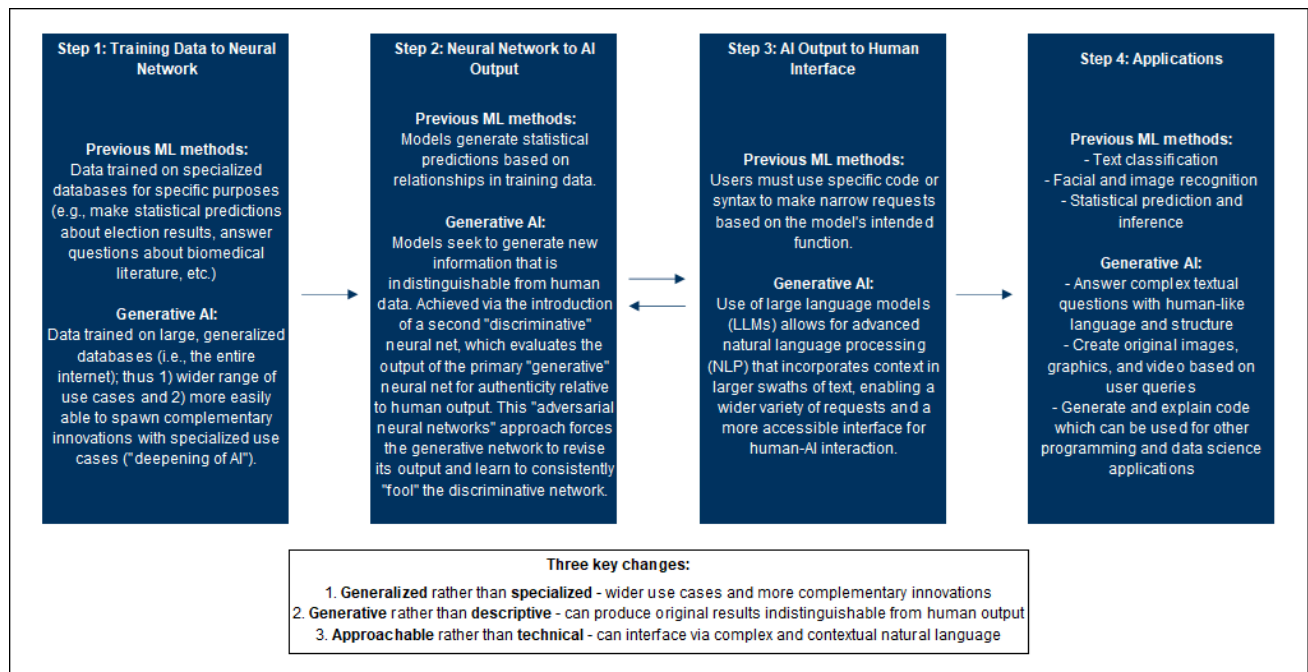 Step 1: Training Data to Neural
Network
Previous ML methods:
Data trained on specialized
databases for specific purposes
(e.g., make statistical predictions
about election results, answer
questions about biomedical
literature, etc.)
Generative AI:
Data trained on large, generalized
databases (i.e., the entire
internet); thus 1) wider range of
use cases and 2) more easily
able to spawn complementary
innovations with specialized use
cases ("deepening of AI").
Step 2: Neural Network to AI
Output
Previous ML methods:
Models generate statistical
predictions based on
relationships in training data.
Generative AI:
Models seek to generate new
information that is
indistinguishable from human
data. Achieved via the introduction
of a second "discriminative"
neural net, which evaluates the
output of the primary "generative"
neural net for authenticity relative
to human output. This "adversarial
neural networks" approach forces
the generative network to revise
its output and learn to consistently
"fool" the discriminative network.
Step 3: AI Output to Human
Interface
Previous ML methods:
Users must use specific code or
syntax to make narrow requests
based on the model's intended
function.
Generative AI:
Use of large language models
(LLMs) allows for advanced
natural language processing
(NLP) that incorporates context in
larger swaths of text, enabling a
wider variety of requests and a
more accessible interface for
human-AI interaction.
Step 4: Applications
Previous ML methods:
- Text classification
- Facial and image recognition
- Statistical prediction and
inference
Generative AI:
- Answer complex textual
questions with human-like
language and structure
- Create original images,
graphics, and video based on
user queries
- Generate and explain code
which can be used for other
programming and data science
applications
Three key changes:
1. Generalized rather than specialized - wider use cases and more complementary innovations
2. Generative rather than descriptive - can produce original results indistinguishable from human output
3. Approachable rather than technical - can interface via complex and contextual natural language